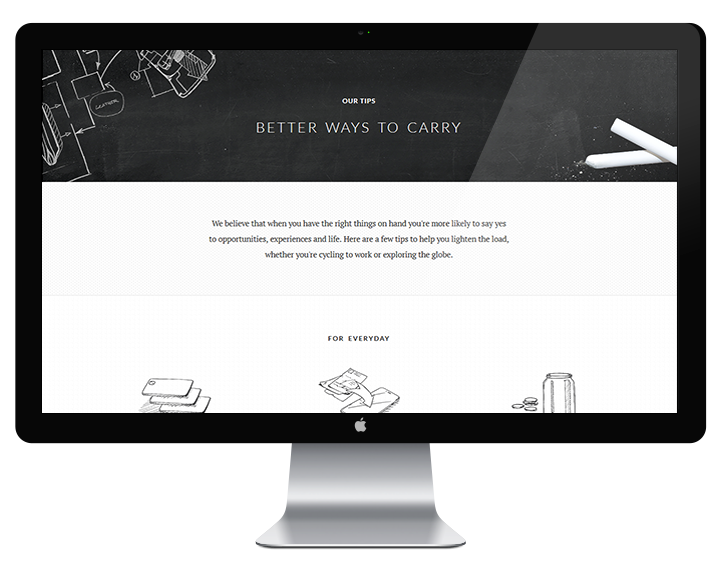 LEATHER
OUR TIPS
BETTER WAYS TO CARRY
We believe that when you have the right things on hand you're more likely to say yes
to opportunities, experiences and life. Here are a few tips to help you lighten the load,
whether you're cycling to work or exploring the globe.
FOR EVERYDAY